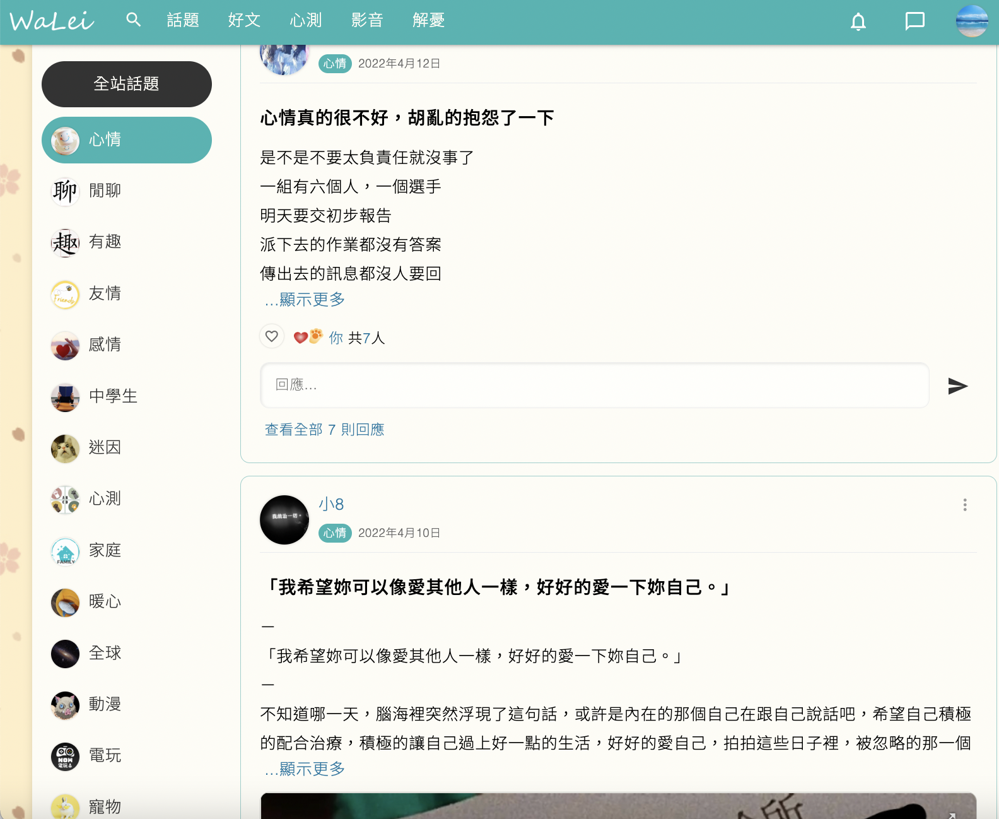 WaLei
話題
好文
心測
影音
解憂
全站話題
心情
聊 閒聊
趣 有趣
Friends 友情
感情
中學生
迷因
心測
FAMILY 家庭
暖心
全球
動漫
NOW 電玩 電玩
寵物
心情 2022年4月12日
心情真的很不好，胡亂的抱怨了一下
是不是不要太負責任就沒事了
一組有六個人，一個選手
明天要交初步報告
派下去的作業都沒有答案
傳出去的訊息都沒人要回
...顯示更多
你 共7人
回應...
查看全部 7 則回應
我能治一切。
小8
心情 2022年4月10日
「我希望妳可以像愛其他人一樣，好好的愛一下妳自己。」
—
「我希望妳可以像愛其他人一樣，好好的愛一下妳自己。」
—
不知道哪一天，腦海裡突然浮現了這句話，或許是內在的那個自己在跟自己說話吧，希望自己積極
的配合治療，積極的讓自己過上好一點的生活，好好的愛自己，拍拍這些日子裡，被忽略的那一個
...顯示更多